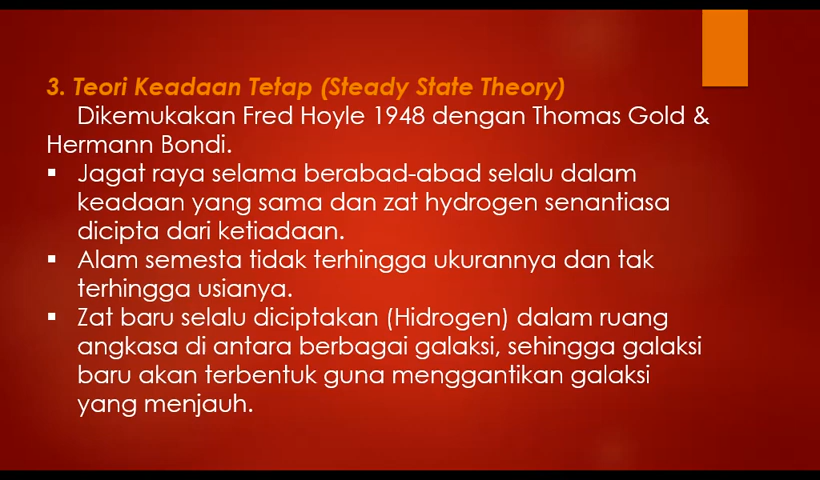 3. Teori Keadaan Tetap (Steady State Theory)
Dikemukakan Fred Hoyle 1948 dengan Thomas Gold &
Hermann Bondi.
▪ Jagat raya selama berabad-abad selalu dalam
keadaan yang sama dan zat hydrogen senantiasa
dicipta dari ketiadaan.
▪ Alam semesta tidak terhingga ukurannya dan tak
terhingga usianya.
▪ Zat baru selalu diciptakan (Hidrogen) dalam ruang
angkasa di antara berbagai galaksi, sehingga galaksi
baru akan terbentuk guna menggantikan galaksi
yang menjauh.